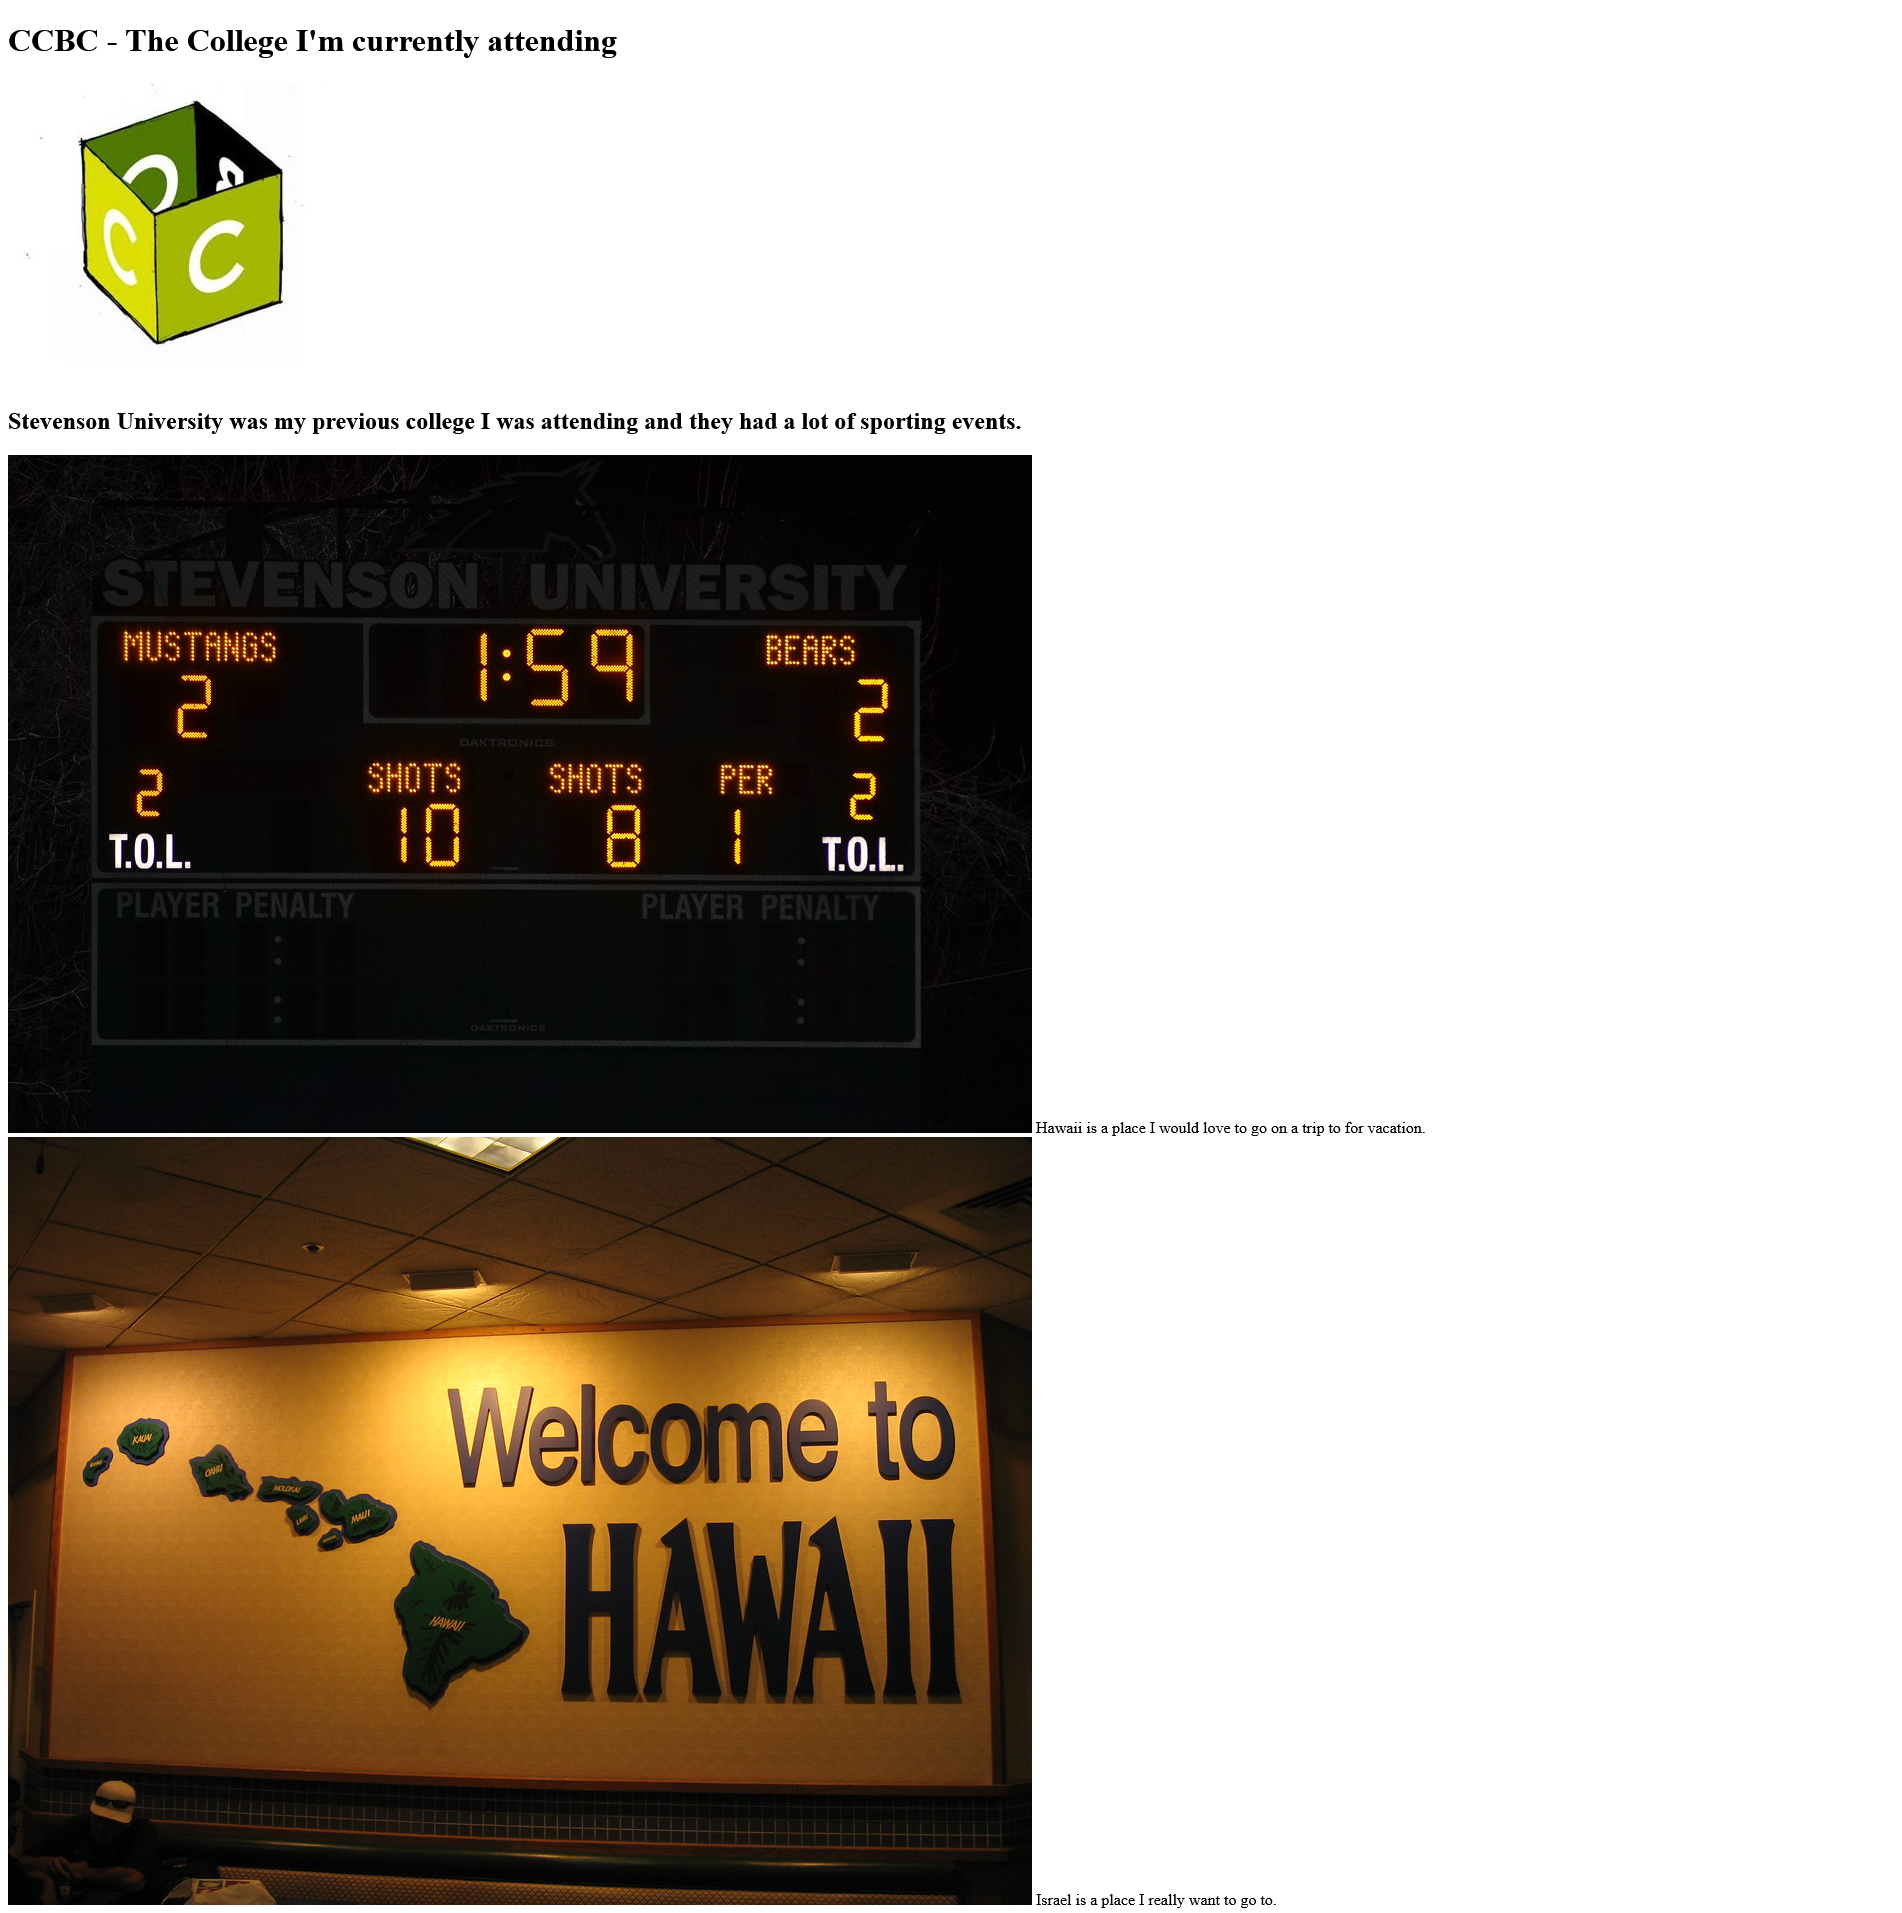 CCBC - The College I'm currently attending
C C
Stevenson University was my previous college I was attending and they had a lot of sporting events.
STEVENSON UNIVERSITY
MUSTANGS 1:59 BEARS
2 2
DAKTRONICS
2 SHOTS SHOTS PER 2
10 8 1
T.O.L. T.O.L.
PLAYER PENALTY PLAYER PENALTY
DAKTRONICS
Hawaii is a place I would love to go on a trip to for vacation.
Welcome to
HAWAII
KAUAI
OAHU
MOLOKAI
LANAI
MAUI
HAWAII
Israel is a place I really want to go to.